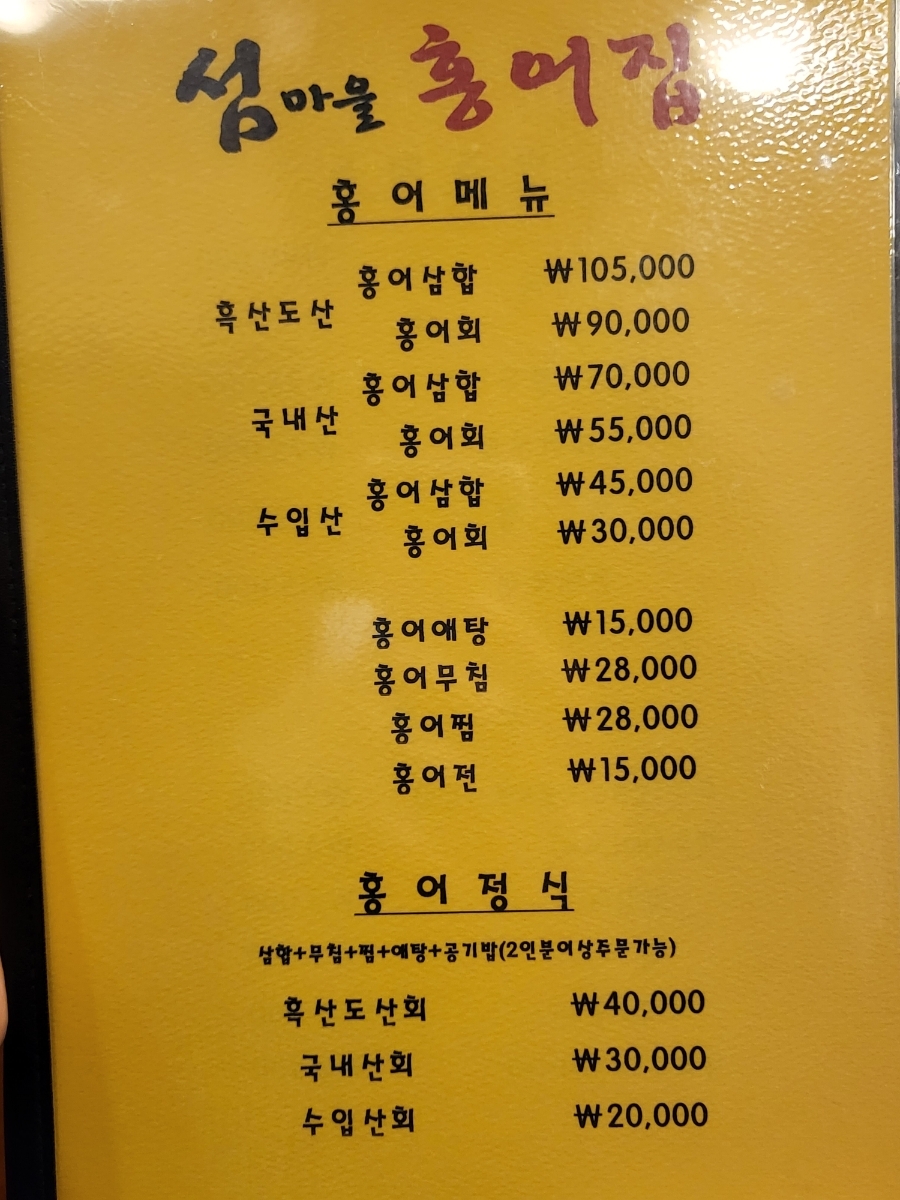 섬마을 홍어집
홍어메뉴
흑산도산 홍어삼합 ₩105,000
홍어회 ₩90,000
국내산 홍어삼합 ₩70,000
홍어회 ₩55,000
수입산 홍어삼합 ₩45,000
홍어회 ₩30,000
홍어애탕 ₩15,000
홍어무침 ₩28,000
홍어찜 ₩28,000
홍어전 ₩15,000
홍어정식
삼합+무침+찜+애탕+공기밥(2인분이상주문가능)
흑산도산회 ₩40,000
국내산회 ₩30,000
수입산회 ₩20,000